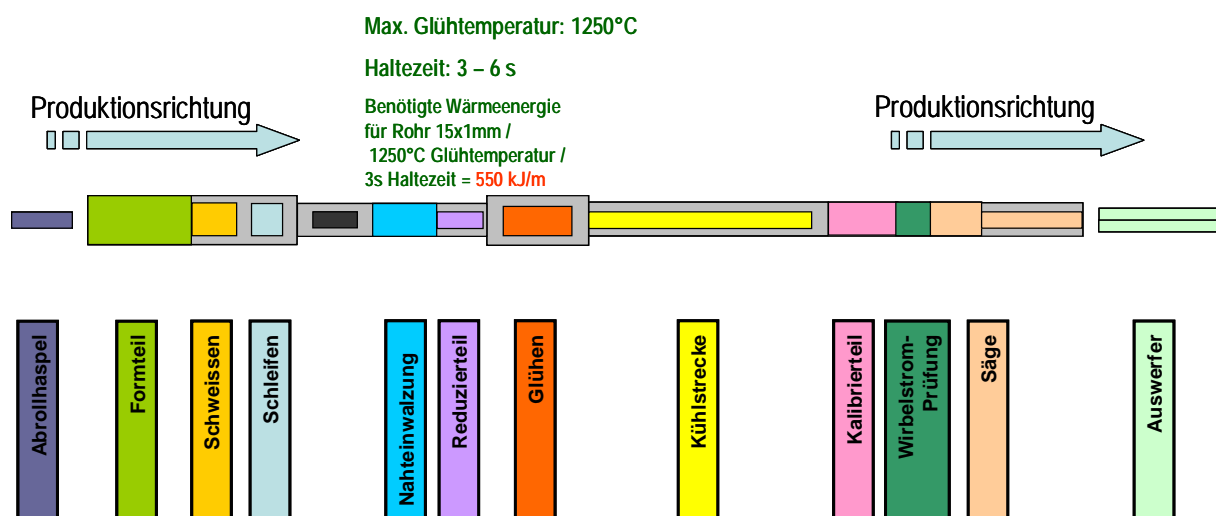 Max. Glühtemperatur: 1250°C
Haltezeit: 3 – 6 s
Produktionsrichtung
Benötigte Wärmeenergie
für Rohr 15x1mm /
1250°C Glühtemperatur /
3s Haltezeit = 550 kJ/m
Produktionsrichtung
Abrollhaspel
Formteil
Schweissen
Schleifen
Nahteinwalzung
Reduzierteil
Glühen
Kühlstrecke
Kalibrierteil
Wirbelstrom-
Prüfung
Säge
Auswerfer